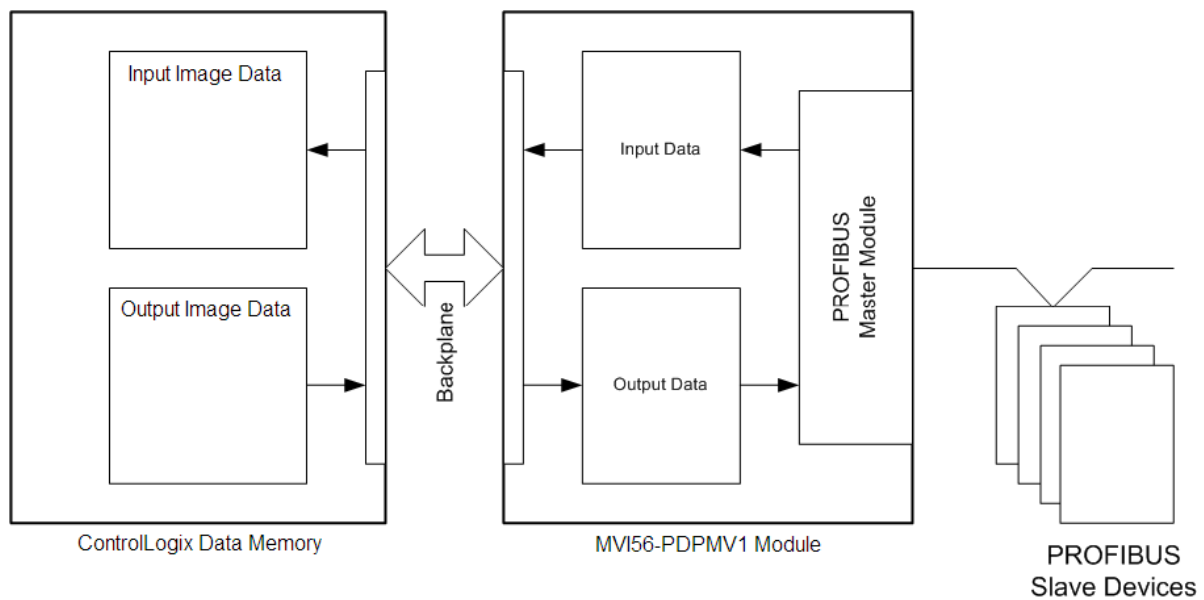 Input Image Data
Output Image Data
ControlLogix Data Memory
Backplane
Input Data
Output Data
PROFIBUS
Master Module
MVI56-PDPMV1 Module
PROFIBUS
Slave Devices